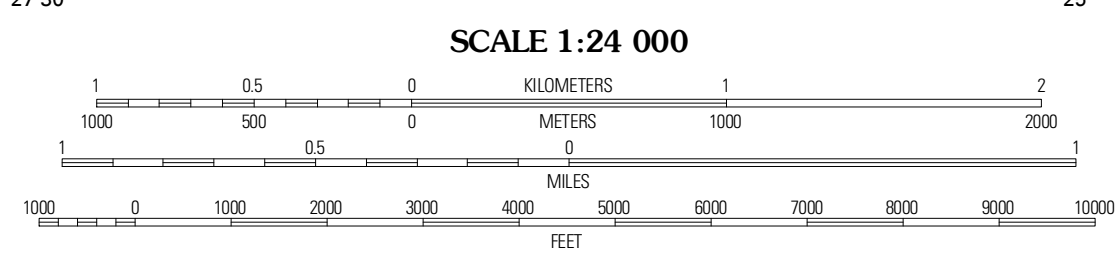 27'30"
25'
SCALE 1:24 000
1 0.5 0 KILOMETERS 1 2
1000 500 0 METERS 1000 2000
1 0.5 0 1
MILES
1000 0 1000 2000 3000 4000 5000 6000 7000 8000 9000 10000
FEET